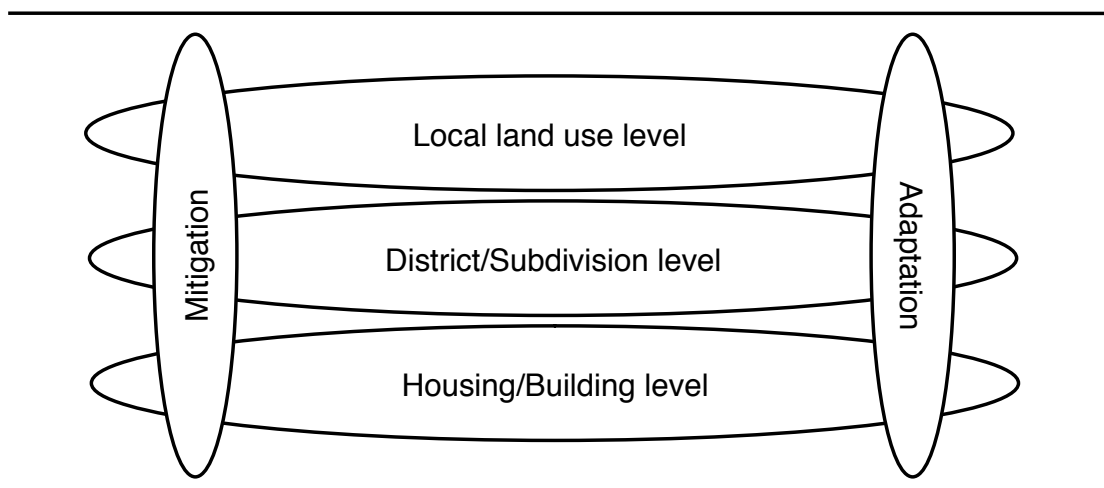 Local land use level
Mitigation
District/Subdivision level
Adaptation
Housing/Building level